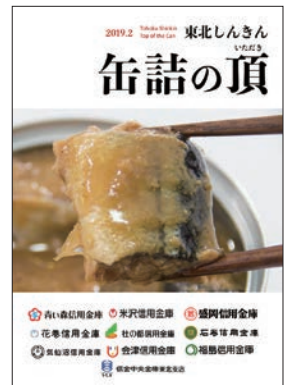 2019.2
Tohoku Shinkin
Top of the Can
東北しんきん
いただき
缶詰の頂
青い森信用金庫
米沢信用金庫
盛岡信用金庫
花巻信用金庫
杜の都信用金庫
石巻信用金庫
気仙沼信用金庫
会津信用金庫
福島信用金庫
信金中央金庫東北支店